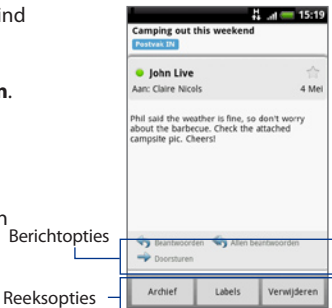 ind
n.
n
Berichtopties
Reeksopties
15:19
Camping out this weekend
Postvak IN
John Live
Aan: Claire Nicols 4 Mei
Phil said the weather is fine, so don't worry
about the barbecue. Check the attached
campsite pic. Cheers!
Beantwoorden Allen beantwoorden
Doorsturen
Archief Labels Verwijderen